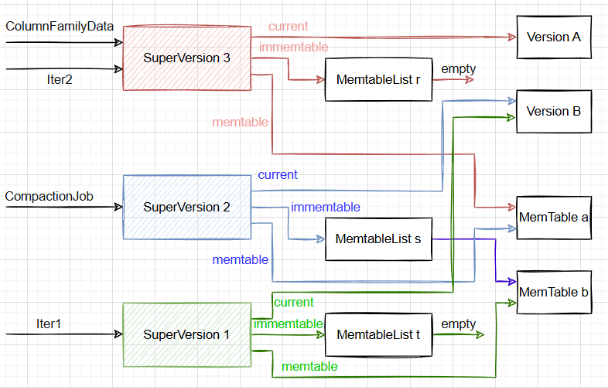 ColumnFamilyData
current
SuperVersion 3
immemtable
Version A
Iter2
MemtableList r
empty
memtable
Version B
current
CompactionJob
SuperVersion 2
immemtable
MemTable a
MemtableList s
memtable
MemTable b
current
Iter1
SuperVersion 1
immemtable
MemtableList t
empty
memtable